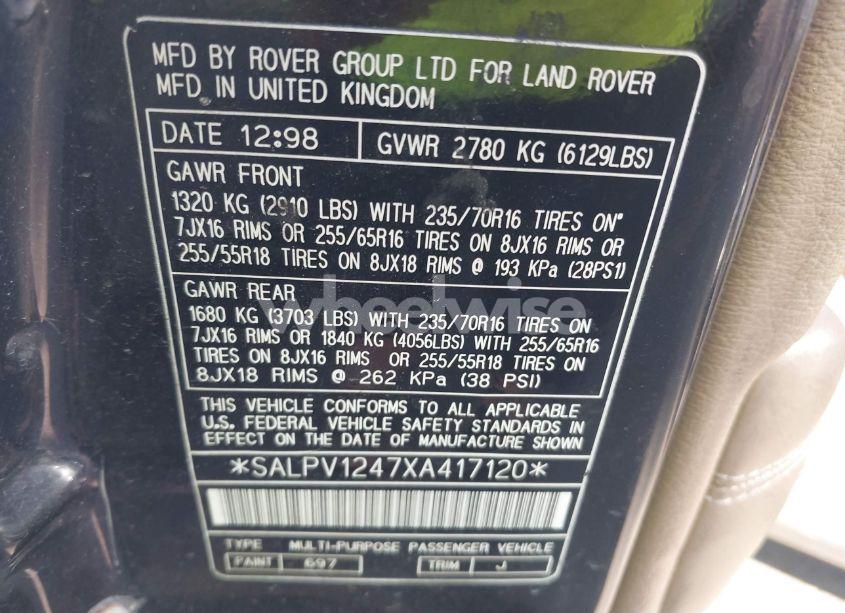 MFD BY ROVER GROUP LTD FOR LAND ROVER
MFD IN UNITED KINGDOM
DATE 12:98
GVWR 2780 KG (6129LBS)
GAWR FRONT
1320 KG (2910 LBS) WITH 235/70R16 TIRES ON
7JX16 RIMS OR 255/65R16 TIRES ON 8JX16 RIMS OR
255/55R18 TIRES ON 8JX18 RIMS @ 193 KPa (28PS1)
GAWR REAR
1680 KG (3703 LBS) WITH 235/70R16 TIRES ON
7JX16 RIMS OR 1840 KG (4056LBS) WITH 255/65R16
TIRES ON 8JX16 RIMS OR 255/55R18 TIRES ON
8JX18 RIMS @ 262 KPa (38 PSI)
THIS VEHICLE CONFORMS TO ALL APPLICABLE
U.S. FEDERAL VEHICLE SAFETY STANDARDS IN
EFFECT ON THE DATE OF MANUFACTURE SHOWN
*SALPV1247XA417120*
TYPE MULTI-PURPOSE PASSENGER VEHICLE
PAINT 697 TRIM J
wheelwise